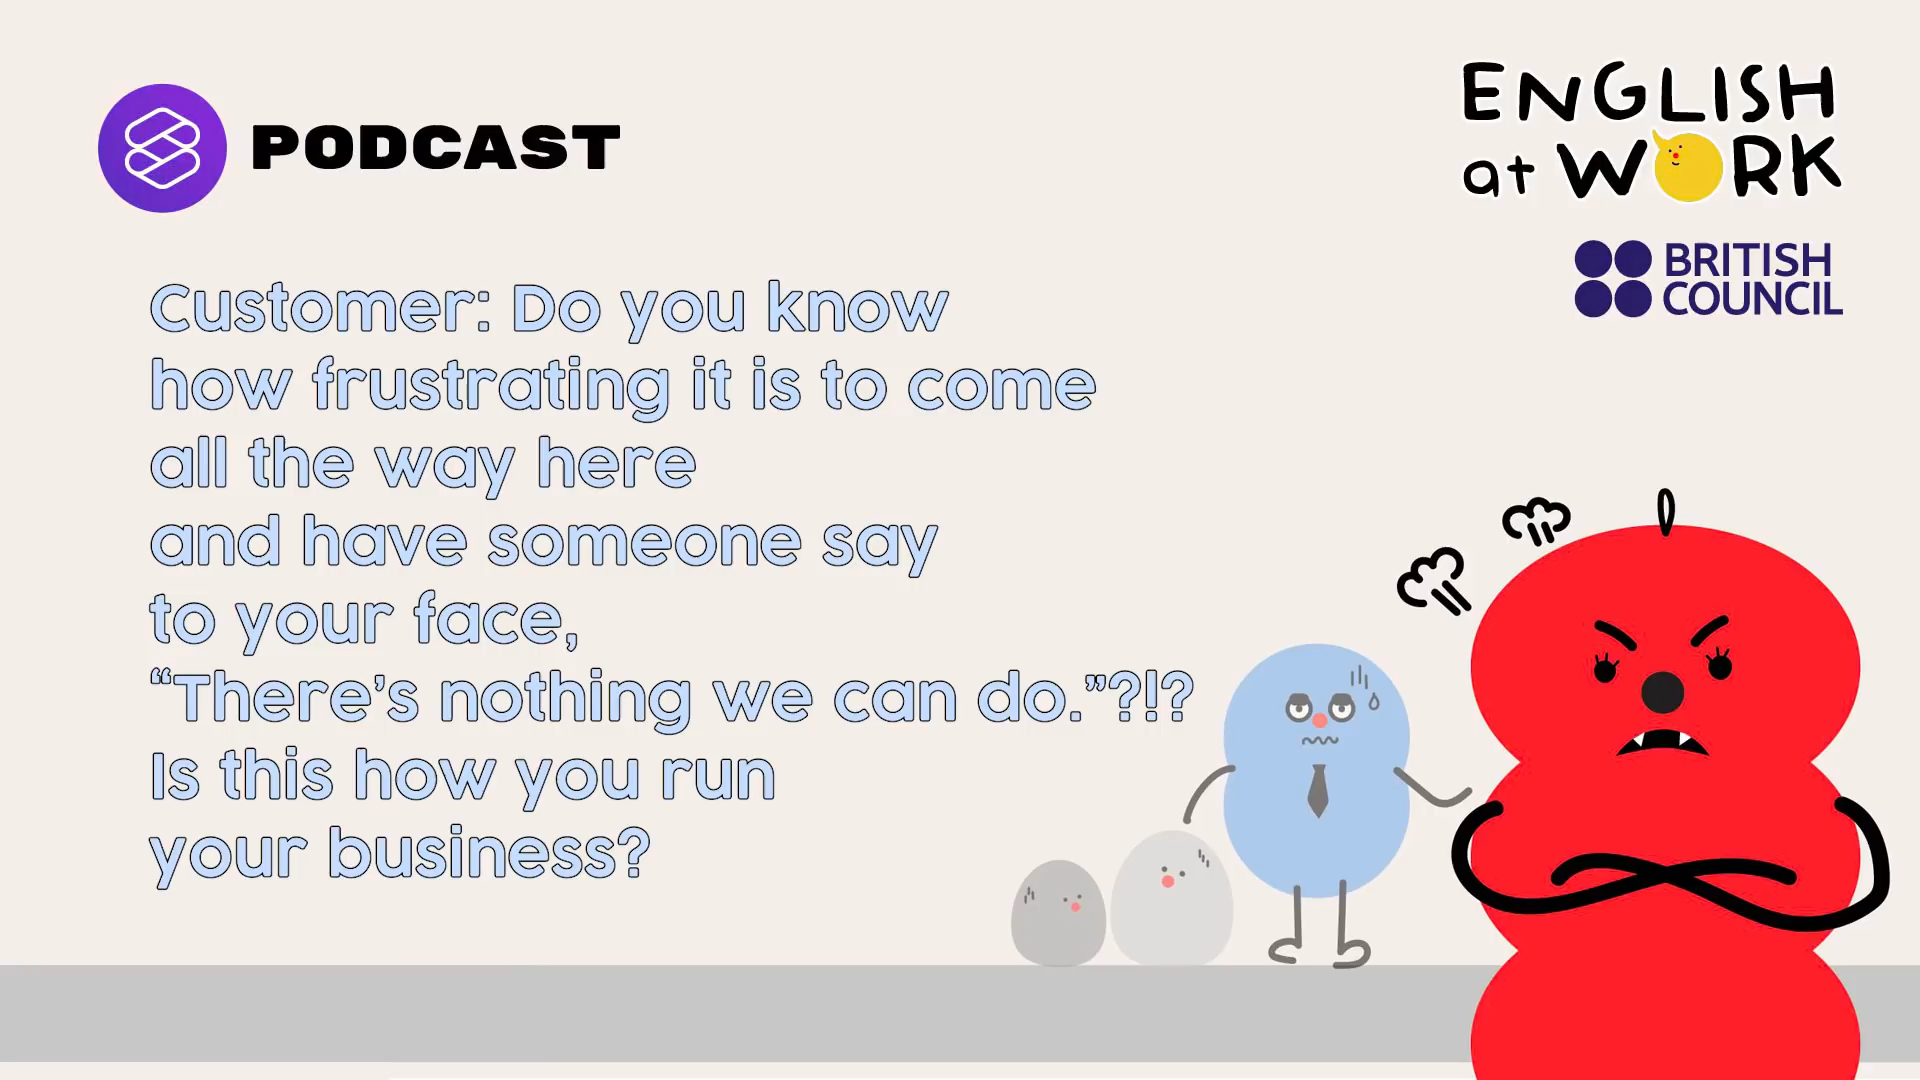 PODCAST
ENGLISH
at WORK
BRITISH
COUNCIL
Customer: Do you know
how frustrating it is to come
all the way here
and have someone say
to your face,
“There’s nothing we can do.”?!?
Is this how you run
your business?